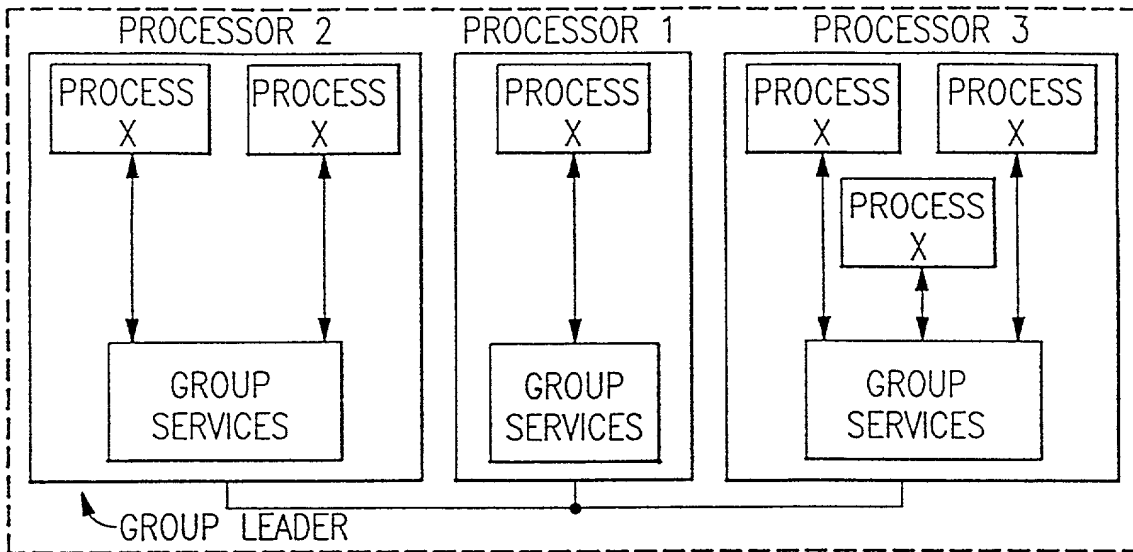 PROCESSOR 2
PROCESSOR 1
PROCESSOR 3
PROCESS
X
PROCESS
X
PROCESS
X
PROCESS
X
PROCESS
X
PROCESS
X
GROUP
SERVICES
GROUP
SERVICES
GROUP
SERVICES
GROUP LEADER